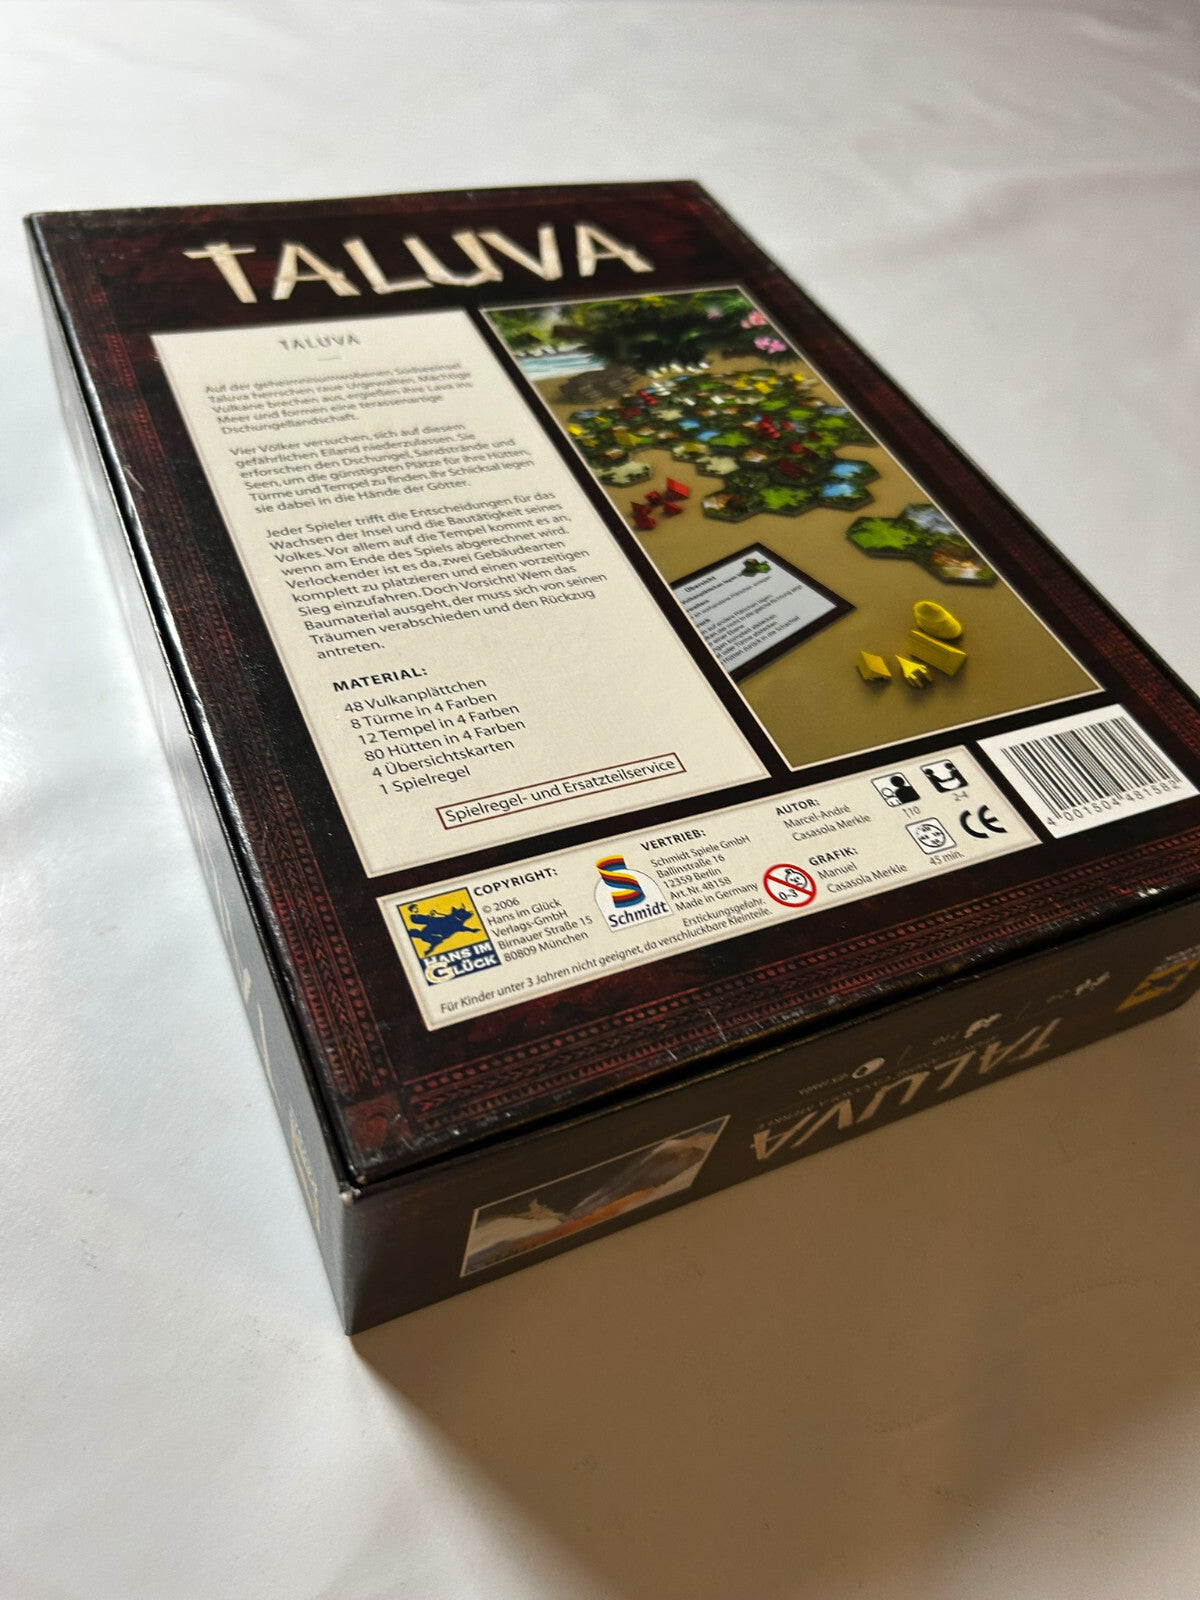 TALUVA
TALUVA
Auf der geheimnisumwobenen Südseeinsel
Taluva herrschen raue Urgewalten. Mächtige
Vulkane brechen aus, ergießen ihre Lava ins
Meer und formen eine terassenartige
Dschungellandschaft.
Vier Völker versuchen, sich auf diesem
gefährlichen Eiland niederzulassen. Sie
erforschen den Dschungel, Sandstrände und
Seen, um die günstigsten Plätze für ihre Hütten,
Türme und Tempel zu finden. Ihr Schicksal legen
sie dabei in die Hände der Götter.
Jeder Spieler trifft die Entscheidungen für das
Wachsen der Insel und die Bautätigkeit seines
Volkes. Vor allem auf die Tempel kommt es an,
wenn am Ende des Spiels abgerechnet wird.
Verlockender ist es da, zwei Gebäudearten
komplett zu platzieren und einen vorzeitigen
Sieg einzufahren. Doch Vorsicht! Wem das
Baumaterial ausgeht, der muss sich von seinen
Träumen verabschieden und den Rückzug
antreten.
MATERIAL:
48 Vulkanplättchen
8 Türme in 4 Farben
12 Tempel in 4 Farben
80 Hütten in 4 Farben
4 Übersichtskarten
1 Spielregel
Spielregel- und Ersatzteilservice
Übersicht
HANS IM
GLÜCK
COPYRIGHT:
© 2006
Hans im Glück
Verlags-GmbH
Birnauer Straße 15
80809 München
Schmidt
VERTRIEB:
Schmidt Spiele GmbH
Ballinstraße 16
12359 Berlin
Art. Nr. 48158
Made in Germany
AUTOR:
Marcel-André
Casasola Merkle
GRAFIK:
Manuel
Casasola Merkle
0-3
110
2-4
45 min.
CE
Erstickungsgefahr.
Für Kinder unter 3 Jahren nicht geeignet, da verschluckbare Kleinteile.
4 001504 481582
TALUVA